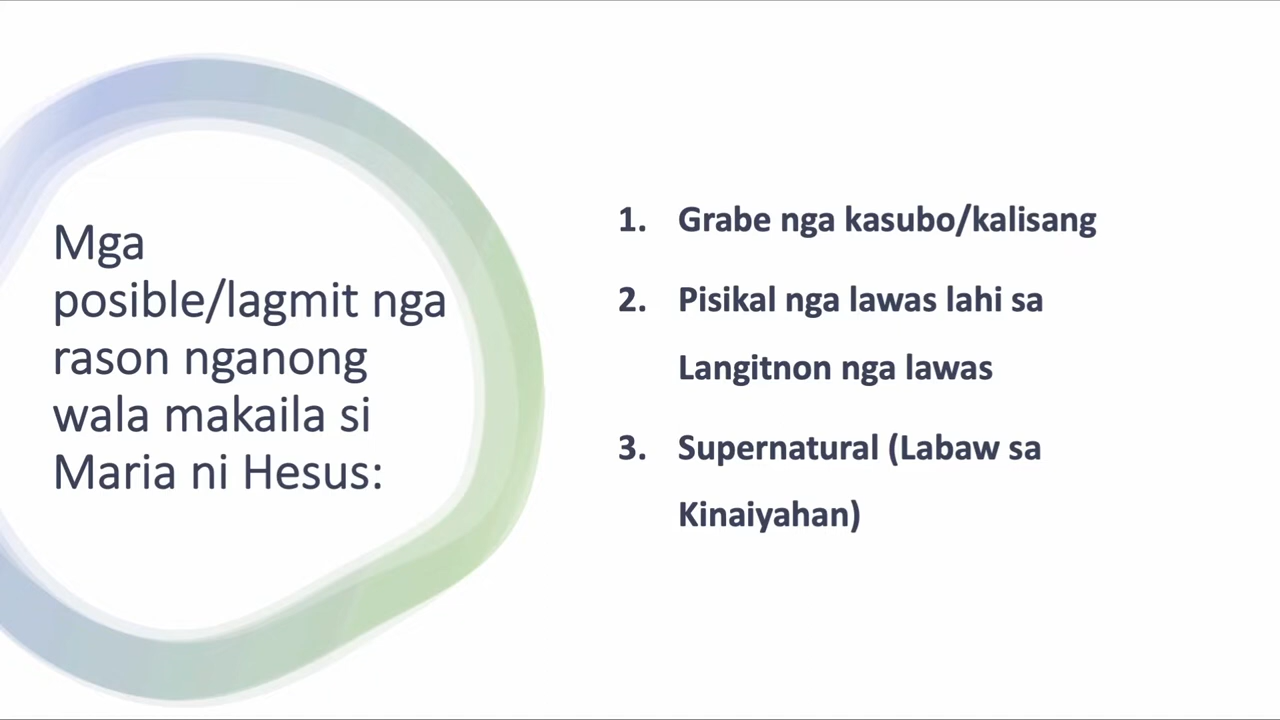 Mga
posible/lagmit nga
rason nganong
wala makaila si
Maria ni Hesus:
1. Grabe nga kasubo/kalisang
2. Pisikal nga lawas lahi sa
Langitnon nga lawas
3. Supernatural (Labaw sa
Kinaiyahan)